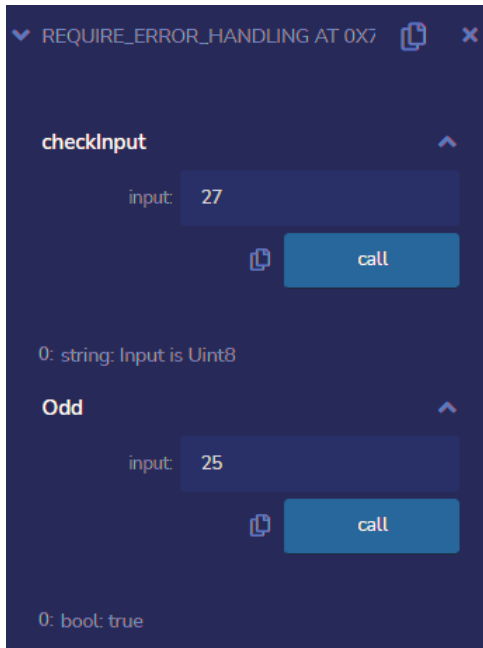 REQUIRE_ERROR_HANDLING AT 0X7
checkInput
input: 27
call
0: string: Input is Uint8
Odd
input: 25
call
0: bool: true